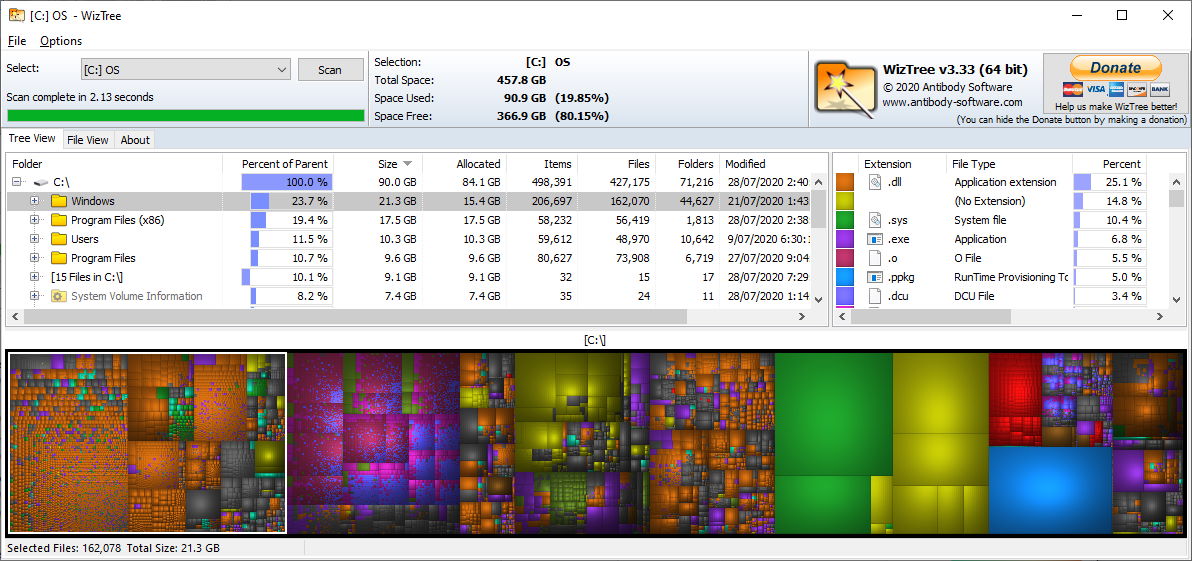 [C:] OS - WizTree
File Options
Select: [C:] OS Scan
Scan complete in 2.13 seconds
Selection: [C:] OS
Total Space: 457.8 GB
Space Used: 90.9 GB (19.85%)
Space Free: 366.9 GB (80.15%)
WizTree v3.33 (64 bit)
© 2020 Antibody Software
www.antibody-software.com
Donate
VISA BANK
Help us make WizTree better!
(You can hide the Donate button by making a donation)
Tree View File View About
Folder Percent of Parent Size Allocated Items Files Folders Modified
C:\ 100.0 % 90.0 GB 84.1 GB 498,391 427,175 71,216 28/07/2020 2:40
Windows 23.7 % 21.3 GB 15.4 GB 206,697 162,070 44,627 21/07/2020 1:43
Program Files (x86) 19.4 % 17.5 GB 17.5 GB 58,232 56,419 1,813 28/07/2020 2:38
Users 11.5 % 10.3 GB 10.3 GB 59,612 48,970 10,642 9/07/2020 6:30:
Program Files 10.7 % 9.6 GB 9.6 GB 80,627 73,908 6,719 27/07/2020 9:04
[15 Files in C:\] 10.1 % 9.1 GB 9.1 GB 32 15 17 28/07/2020 7:29
System Volume Information 8.2 % 7.4 GB 7.4 GB 35 24 11 28/07/2020 1:14
Extension File Type Percent
.dll Application extension 25.1 %
(No Extension) 14.8 %
.sys System file 10.4 %
.exe Application 6.8 %
.o O File 5.5 %
.ppkg RunTime Provisioning To 5.0 %
.dcu DCU File 3.4 %
[C:\]
Selected Files: 162,078 Total Size: 21.3 GB